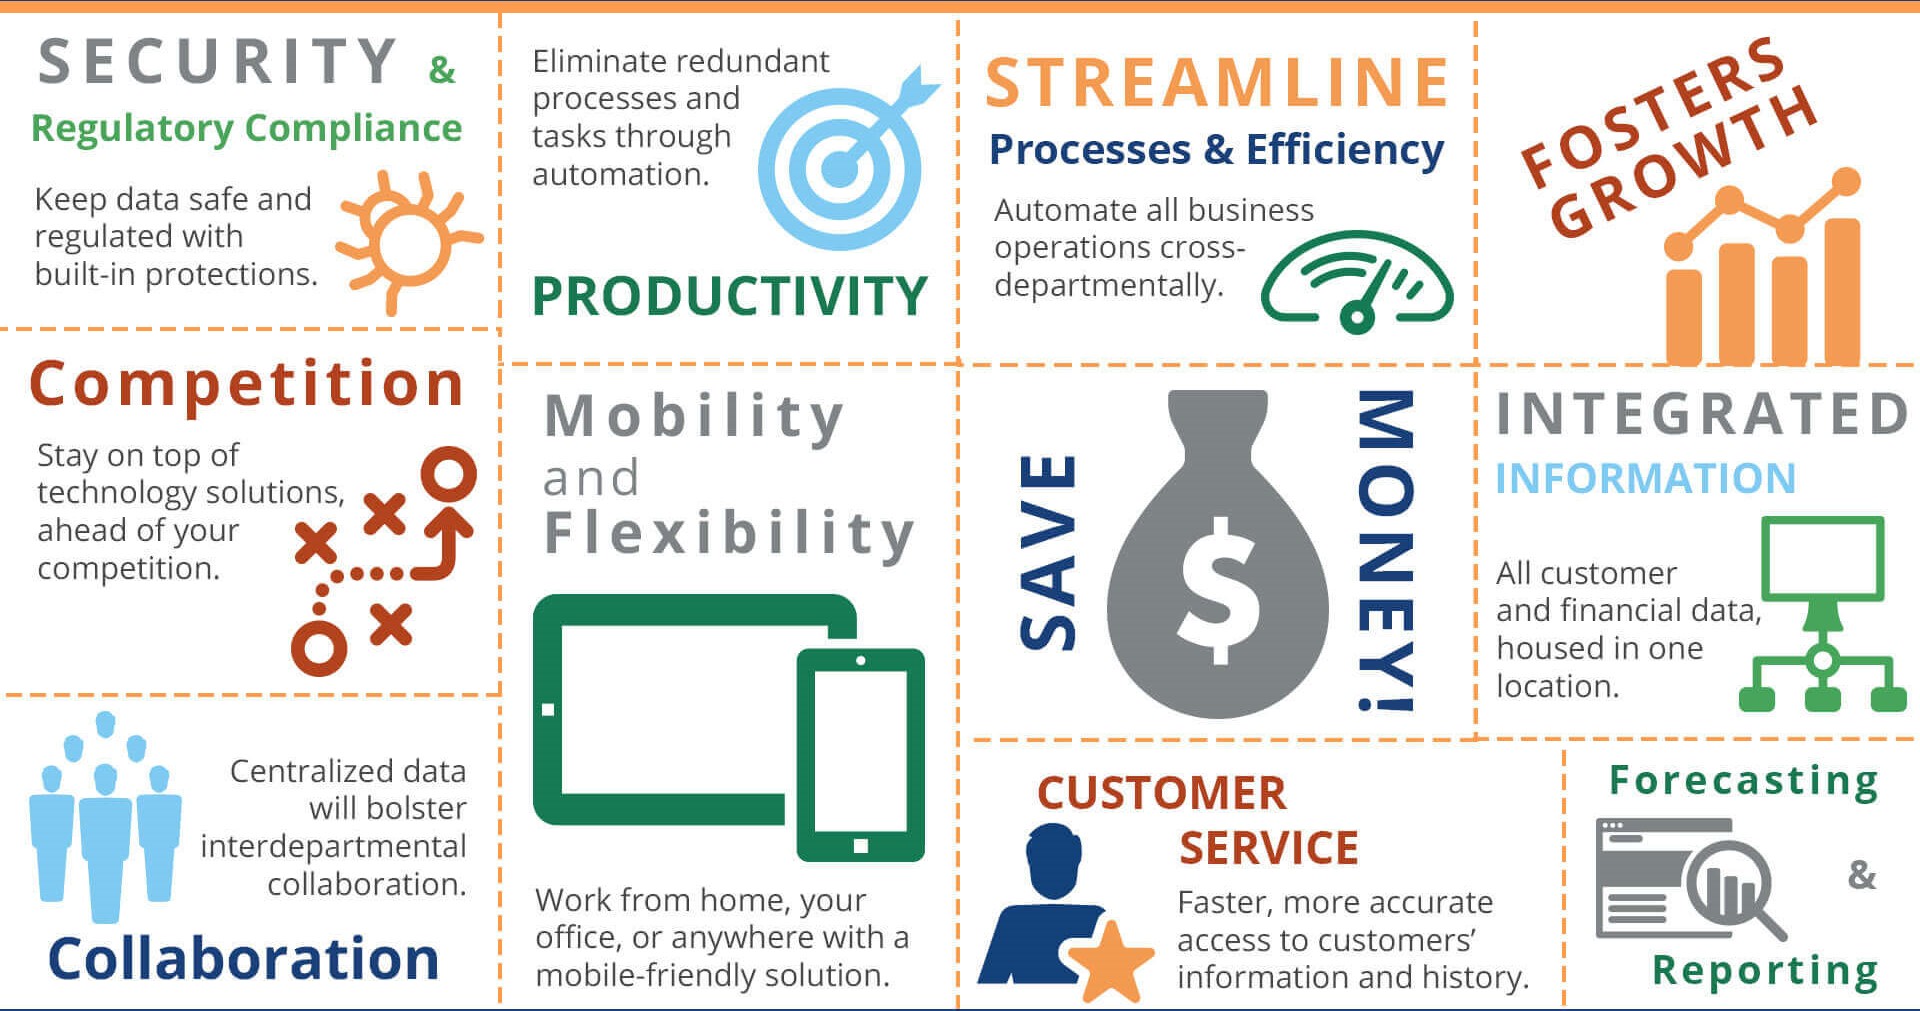 SECURITY &
Regulatory Compliance
Keep data safe and
regulated with
built-in protections.
Eliminate redundant
processes and
tasks through
automation.
PRODUCTIVITY
STREAMLINE
Processes & Efficiency
Automate all business
operations cross-
departmentally.
FOSTERS
GROWTH
Competition
Stay on top of
technology solutions,
ahead of your
competition.
Mobility
and
Flexibility
Work from home, your
office, or anywhere with a
mobile-friendly solution.
SAVE
$
MONEY!
INTEGRATED
INFORMATION
All customer
and financial data,
housed in one
location.
Centralized data
will bolster
interdepartmental
collaboration.
Collaboration
CUSTOMER
SERVICE
Faster, more accurate
access to customers’
information and history.
Forecasting
&
Reporting